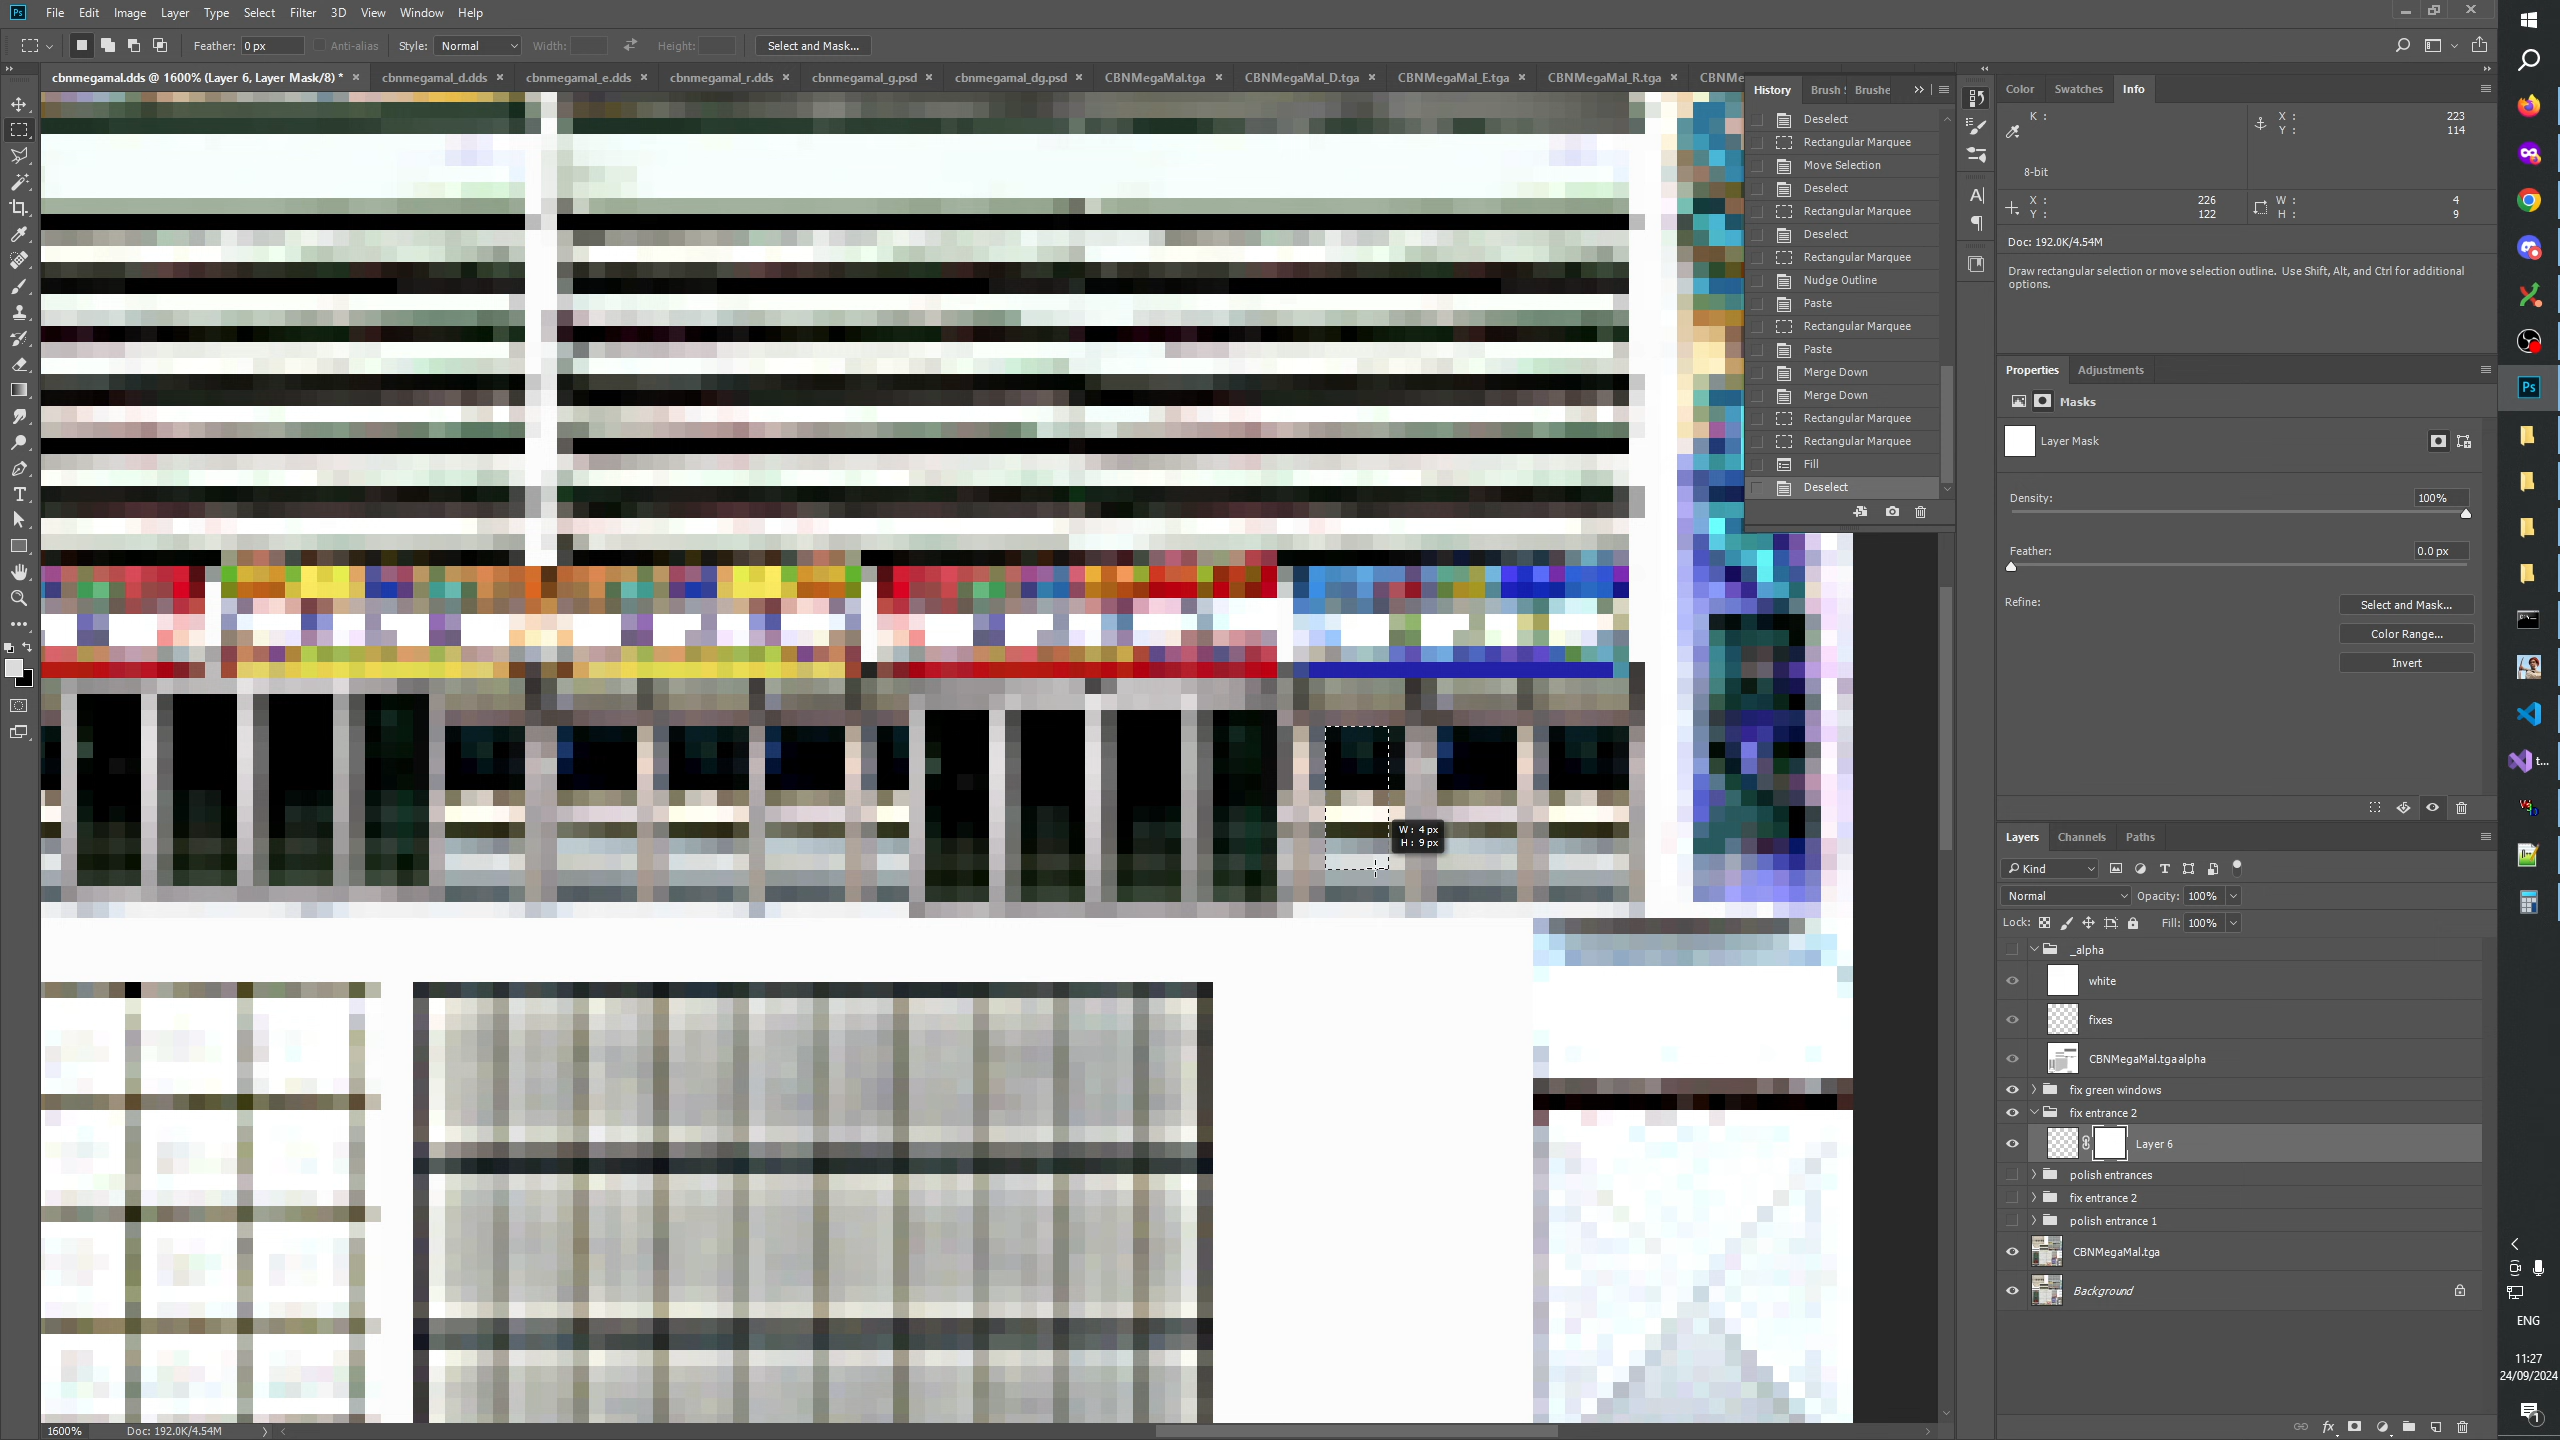 Ps File Edit Image Layer Type Select Filter 3D View Window Help
Feather: 0 px Anti-alias Style: Normal Width: Height: Select and Mask...
cbnmegamal.dds @ 1600% (Layer 6, Layer Mask/8) * cbnmegamal_d.dds cbnmegamal_e.dds cbnmegamal_r.dds cbnmegamal_g.psd cbnmegamal_dg.psd CBNMegaMal.tga CBNMegaMal_D.tga CBNMegaMal_E.tga CBNMegaMal_R.tga CBNMe
History Brush Brushe
Deselect
Rectangular Marquee
Move Selection
Deselect
Rectangular Marquee
Deselect
Rectangular Marquee
Nudge Outline
Paste
Rectangular Marquee
Paste
Merge Down
Merge Down
Rectangular Marquee
Rectangular Marquee
Fill
Deselect
W: 4 px
H: 9 px
Color Swatches Info
K: X: 223
Y: 114
8-bit
X: 226 W: 4
Y: 122 H: 9
Doc: 192.0K/4.54M
Draw rectangular selection or move selection outline. Use Shift, Alt, and Ctrl for additional
options.
Properties Adjustments
Masks
Layer Mask
Density: 100%
Feather: 0.0 px
Refine: Select and Mask...
Color Range...
Invert
Layers Channels Paths
Kind
Normal Opacity: 100%
Lock: Fill: 100%
_alpha
white
fixes
CBNMegaMal.tga alpha
fix green windows
fix entrance 2
Layer 6
polish entrances
fix entrance 2
polish entrance 1
CBNMegaMal.tga
Background
1600% Doc: 192.0K/4.54M
Ps
t...
ENG
11:27
24/09/2024
1